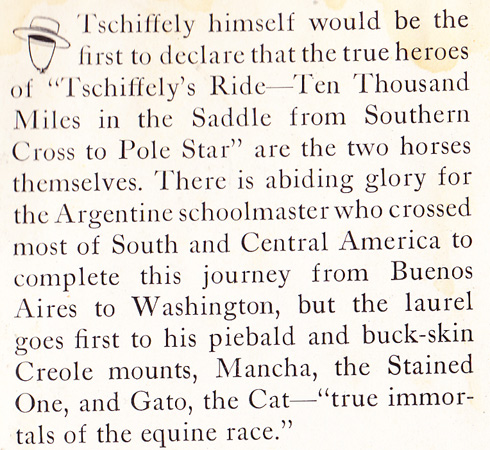 Tschiffely himself would be the
first to declare that the true heroes
of "Tschiffely's Ride—Ten Thousand
Miles in the Saddle from Southern
Cross to Pole Star" are the two horses
themselves. There is abiding glory for
the Argentine schoolmaster who crossed
most of South and Central America to
complete this journey from Buenos
Aires to Washington, but the laurel
goes first to his piebald and buck-skin
Creole mounts, Mancha, the Stained
One, and Gato, the Cat—"true immor-
tals of the equine race."